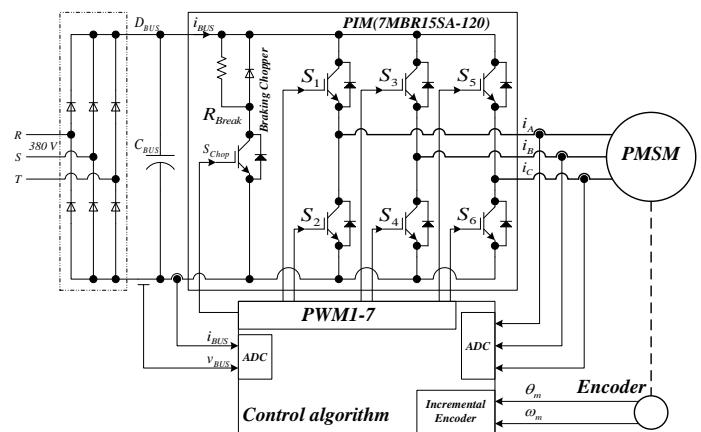 D_BUS
i_BUS
PIM(7MBR15SA-120)
R_Break
Braking Chopper
S_1
S_3
S_5
R
S
T
380 V
C_BUS
S_Chop
i_A
i_B
i_C
PMSM
S_2
S_4
S_6
PWM1-7
i_BUS
v_BUS
ADC
ADC
Control algorithm
Incremental
Encoder
Encoder
θ_m
ω_m